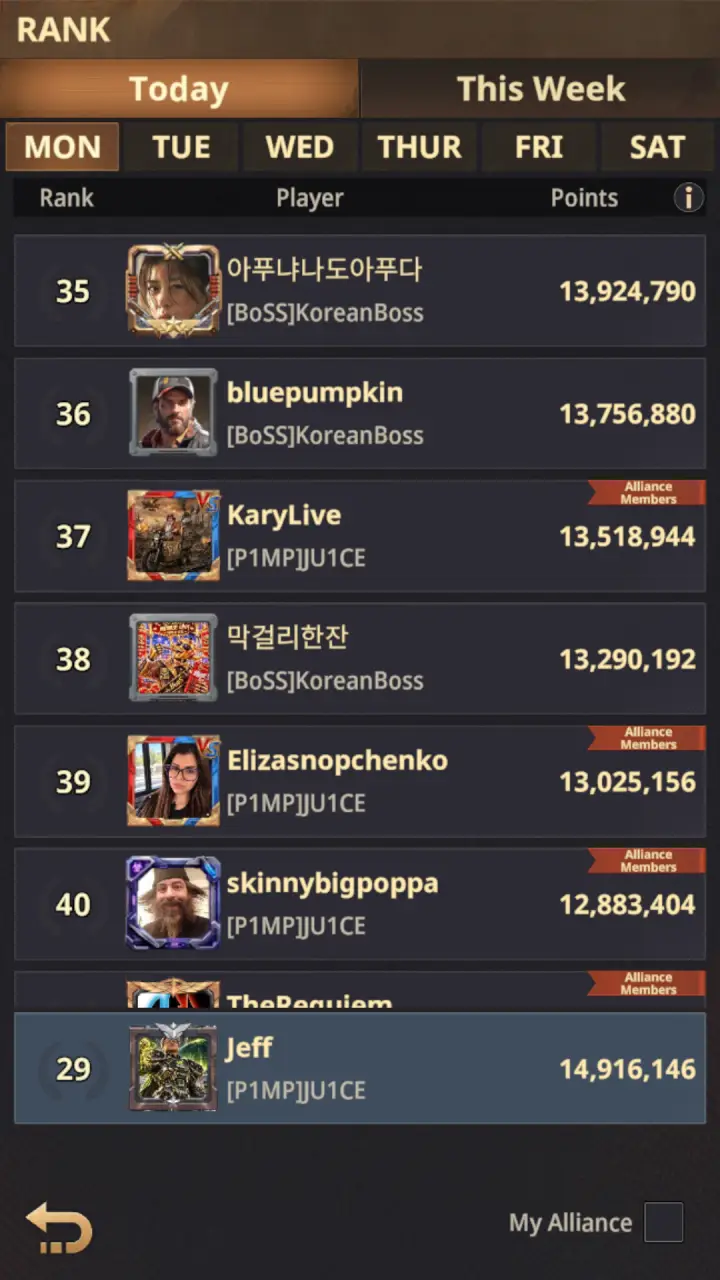 RANK
Today
This Week
MON TUE WED THUR FRI SAT
Rank Player Points
35
아푸냐나도아푸다
[BoSS]KoreanBoss
13,924,790
36
bluepumpkin
[BoSS]KoreanBoss
13,756,880
Alliance
Members
37
KaryLive
[P1MP]JU1CE
13,518,944
38
막걸리한잔
[BoSS]KoreanBoss
13,290,192
Alliance
Members
39
Elizasnopchenko
[P1MP]JU1CE
13,025,156
Alliance
Members
40
skinnybigpoppa
[P1MP]JU1CE
12,883,404
Alliance
Members
TheRequiem
29
Jeff
[P1MP]JU1CE
14,916,146
My Alliance